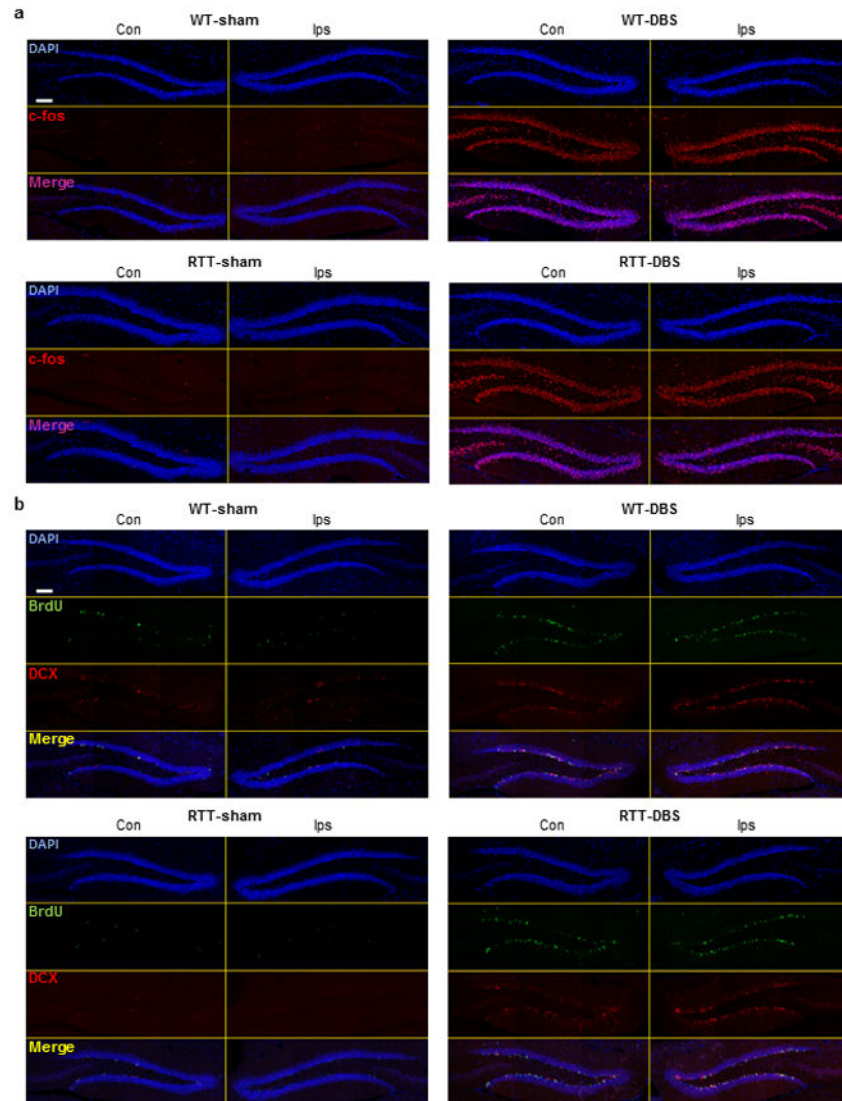 a
WT-sham WT-DBS
Con Ips Con Ips
DAPI
c-fos
Merge
RTT-sham RTT-DBS
Con Ips Con Ips
DAPI
c-fos
Merge
b
WT-sham WT-DBS
Con Ips Con Ips
DAPI
BrdU
DCX
Merge
RTT-sham RTT-DBS
Con Ips Con Ips
DAPI
BrdU
DCX
Merge